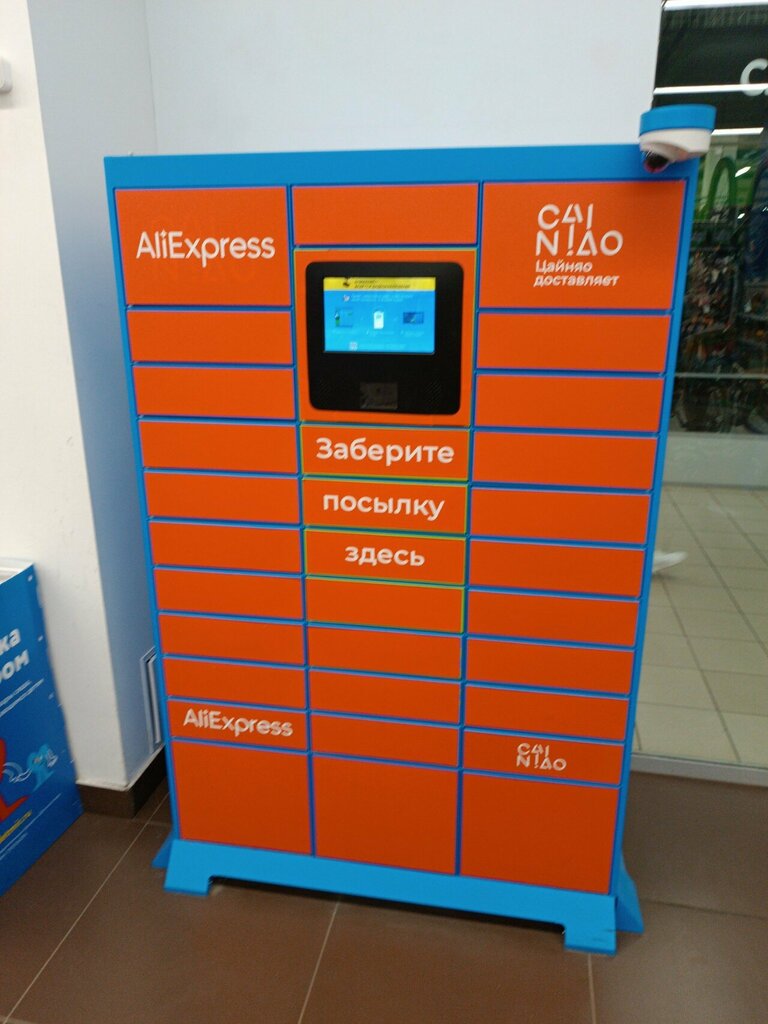 AliExpress
CAI
NIAO
Цайняо
доставляет
Заберите
посылку
здесь
AliExpress
CAI
NIAO